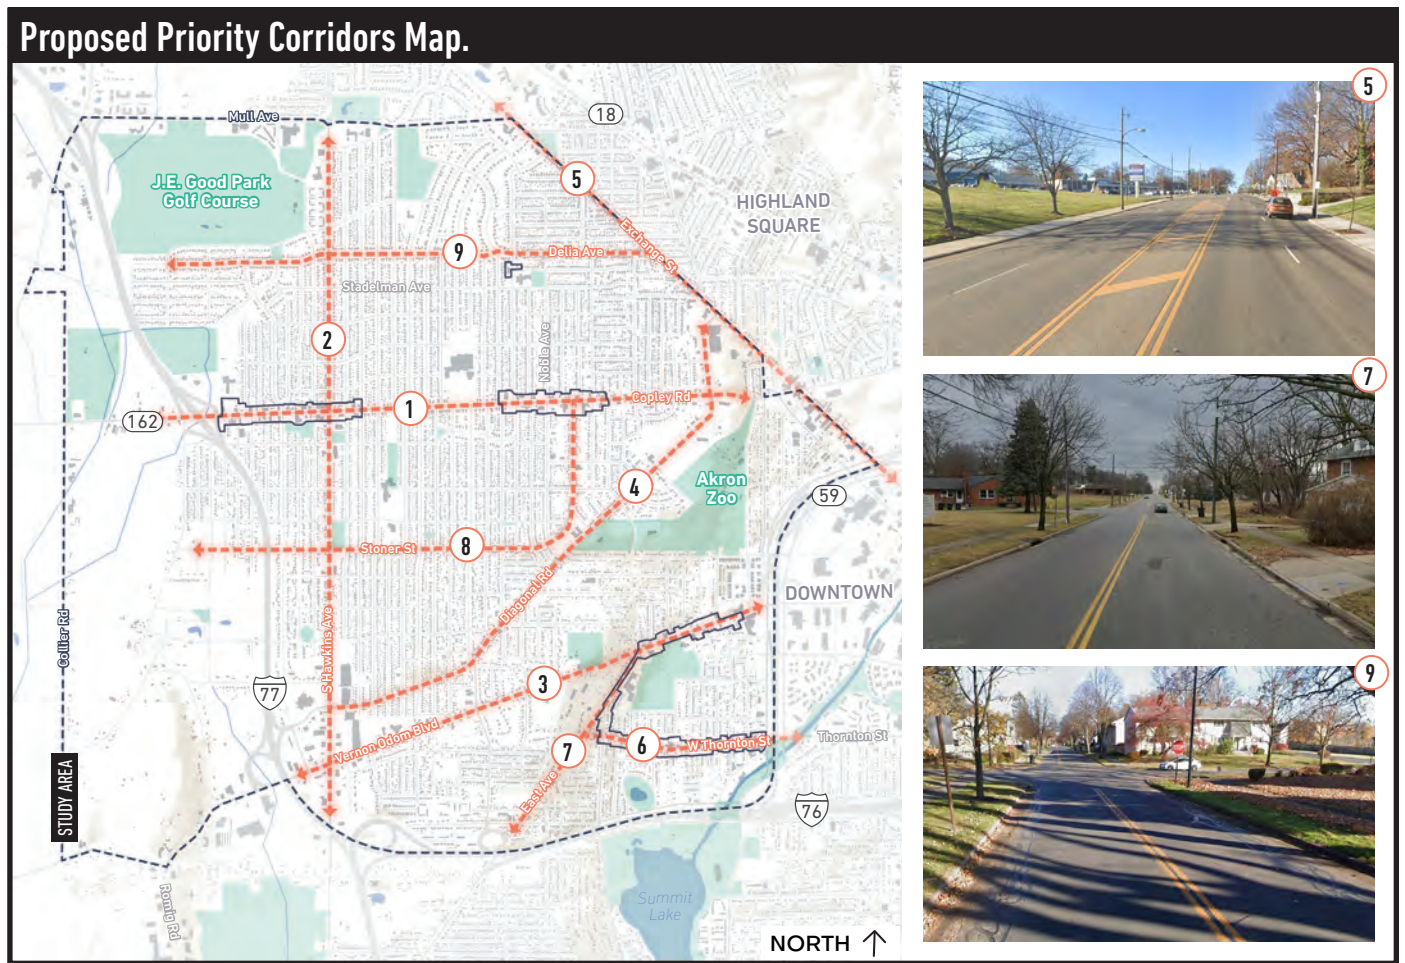 Proposed Priority Corridors Map.
Mull Ave
18
5
J.E. Good Park
Golf Course
HIGHLAND
SQUARE
Exchange St
9
Delia Ave
Stadelman Ave
2
Noble Ave
162
1
Copley Rd
4
Akron
Zoo
59
Stoner St
8
Diagonal Rd
DOWNTOWN
Collier Rd
S Hawkins Ave
77
3
Vernon Odom Blvd
7
6
W Thornton St
Thornton St
East Ave
STUDY AREA
76
Romig Rd
Summit
Lake
NORTH
5
7
9